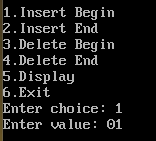 1.Insert Begin
2.Insert End
3.Delete Begin
4.Delete End
5.Display
6.Exit
Enter choice: 1
Enter value: 01